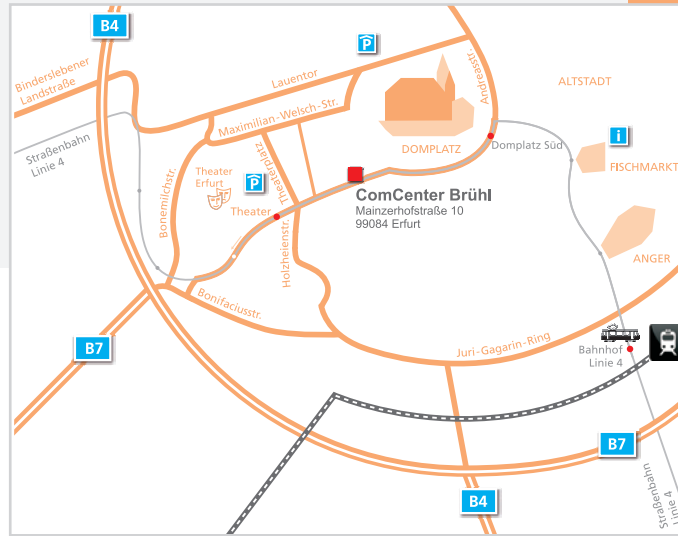 B4
P
Binderslebener
Landstraße
Lauentor
Andreasstr.
ALTSTADT
Maximilian-Welsch-Str.
Straßenbahn
Linie 4
DOMPLATZ
Domplatz Süd
i
FISCHMARKT
Theater
Erfurt
P
Theaterplatz
Bonemilchstr.
Theater
ComCenter Brühl
Mainzerhofstraße 10
99084 Erfurt
Holzheienstr.
ANGER
Bonifaciusstr.
B7
Juri-Gagarin-Ring
Bahnhof
Linie 4
B7
B4
Straßenbahn
Linie 4